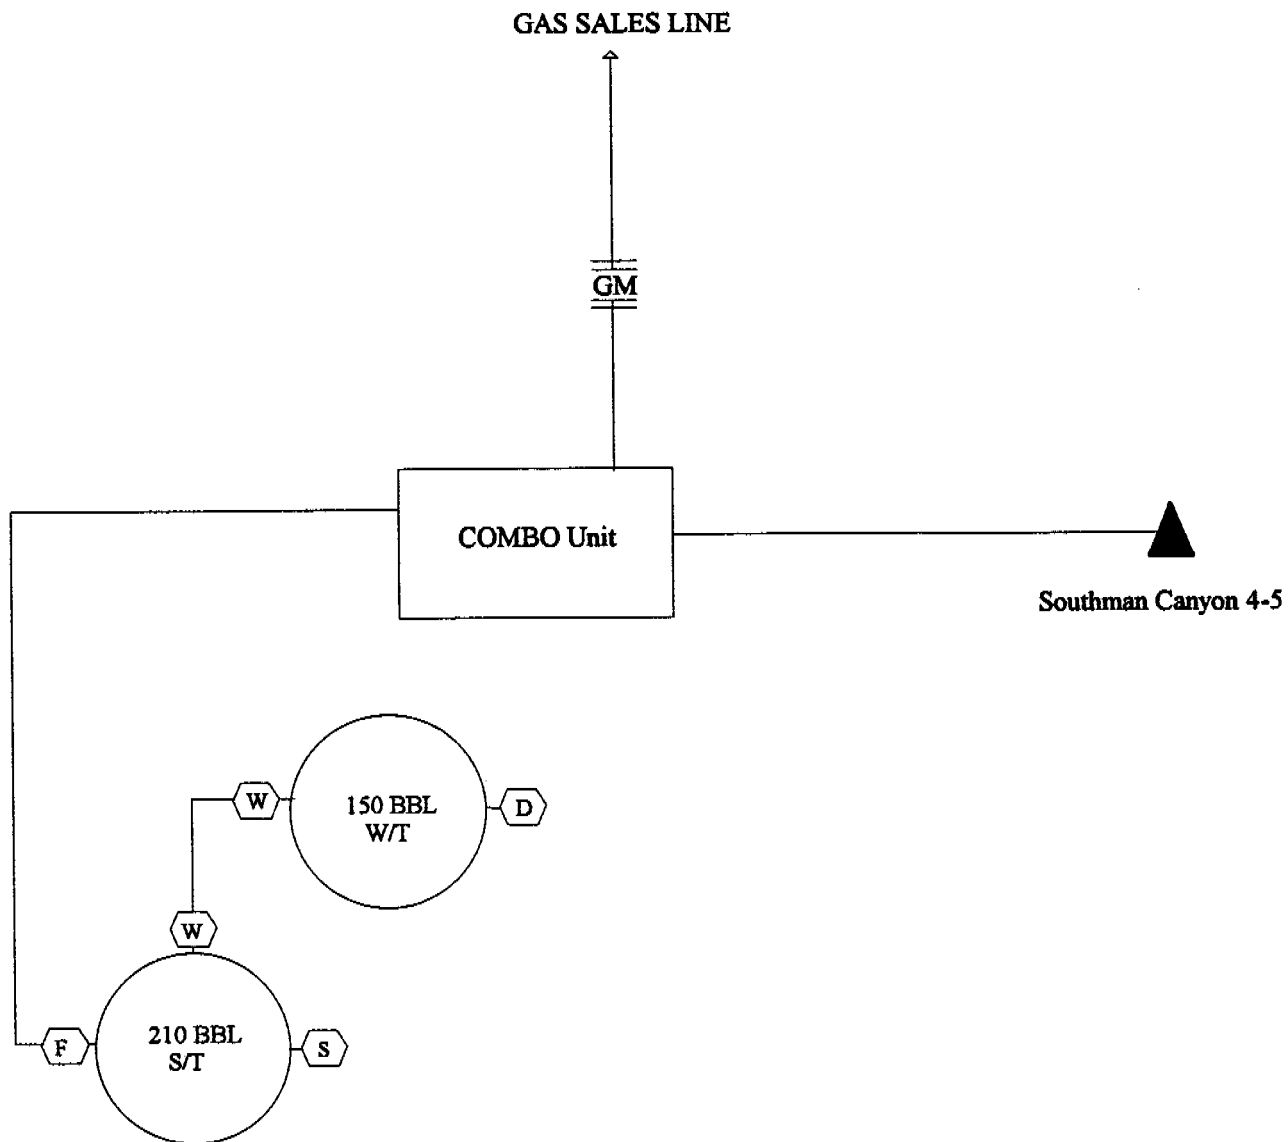 GAS SALES LINE
GM
COMBO Unit
Southman Canyon 4-5
W
150 BBL
W/T
D
W
F
210 BBL
S/T
S